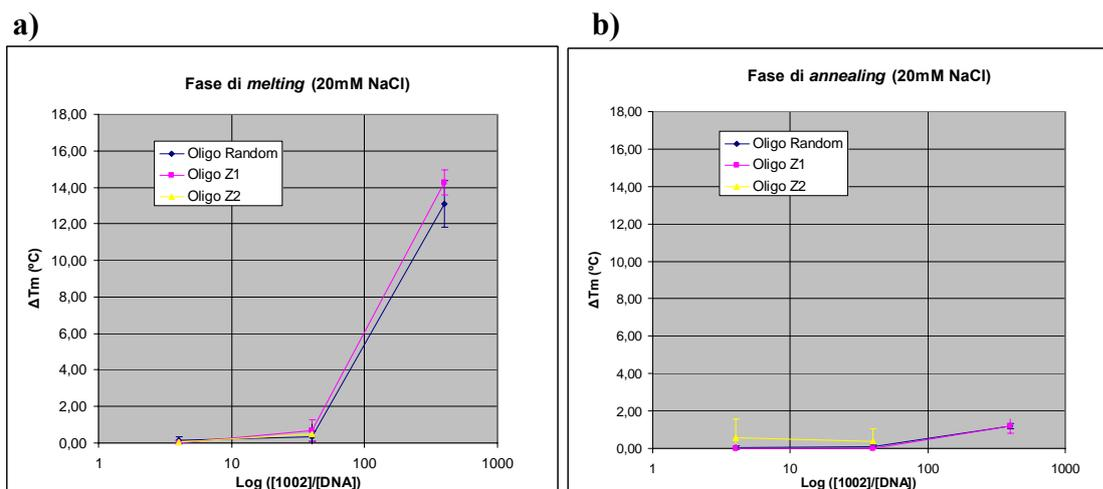 a)
Fase di melting (20mM NaCl)
18,00
16,00
14,00
12,00
10,00
8,00
6,00
4,00
2,00
0,00
ΔTm (°C)
Oligo Random
Oligo Z1
Oligo Z2
1 10 100 1000
Log ([1002]/[DNA])
b)
Fase di annealing (20mM NaCl)
18,00
16,00
14,00
12,00
10,00
8,00
6,00
4,00
2,00
0,00
ΔTm (°C)
Oligo Random
Oligo Z1
Oligo Z2
1 10 100 1000
Log ([1002]/[DNA]